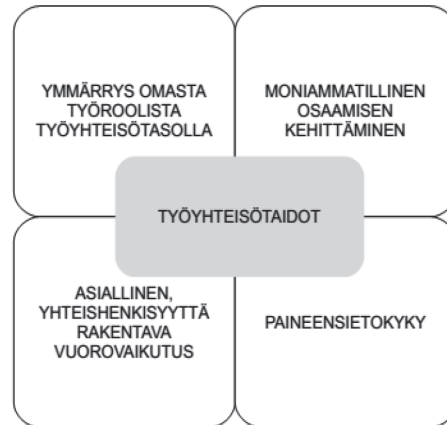 YMMÄRRYS OMASTA
TYÖROOLISTA
TYÖYHTEISÖTASOLLA
MONIAMMATILLINEN
OSAAMISEN
KEHITTÄMINEN
TYÖYHTEISÖTAIDOT
ASIALLINEN,
YHTEISHENKISYYTTÄ
RAKENTAVA
VUOROVAIKUTUS
PAINEENSIETOKYKY